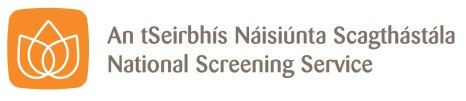 An tSeirbhís Náisiúnta Scagthástála
National Screening Service